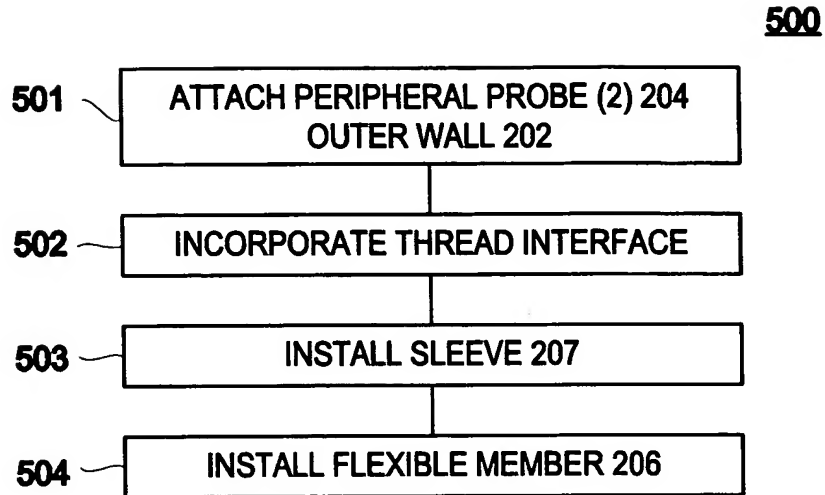 500
501
ATTACH PERIPHERAL PROBE (2) 204
OUTER WALL 202
502
INCORPORATE THREAD INTERFACE
503
INSTALL SLEEVE 207
504
INSTALL FLEXIBLE MEMBER 206